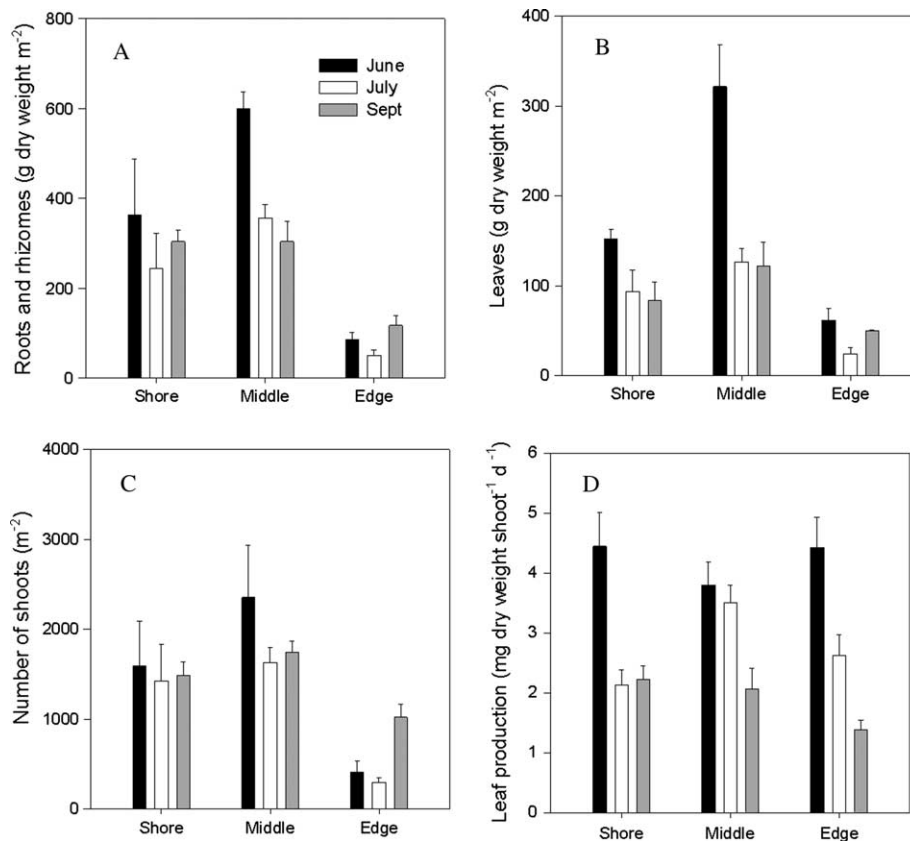 A
Roots and rhizomes (g dry weight m-2)
800
600
400
200
0
June
July
Sept
Shore Middle Edge
B
Leaves (g dry weight m-2)
400
300
200
100
0
Shore Middle Edge
C
Number of shoots (m-2)
4000
3000
2000
1000
0
Shore Middle Edge
D
Leaf production (mg dry weight shoot-1 d-1)
6
5
4
3
2
1
0
Shore Middle Edge